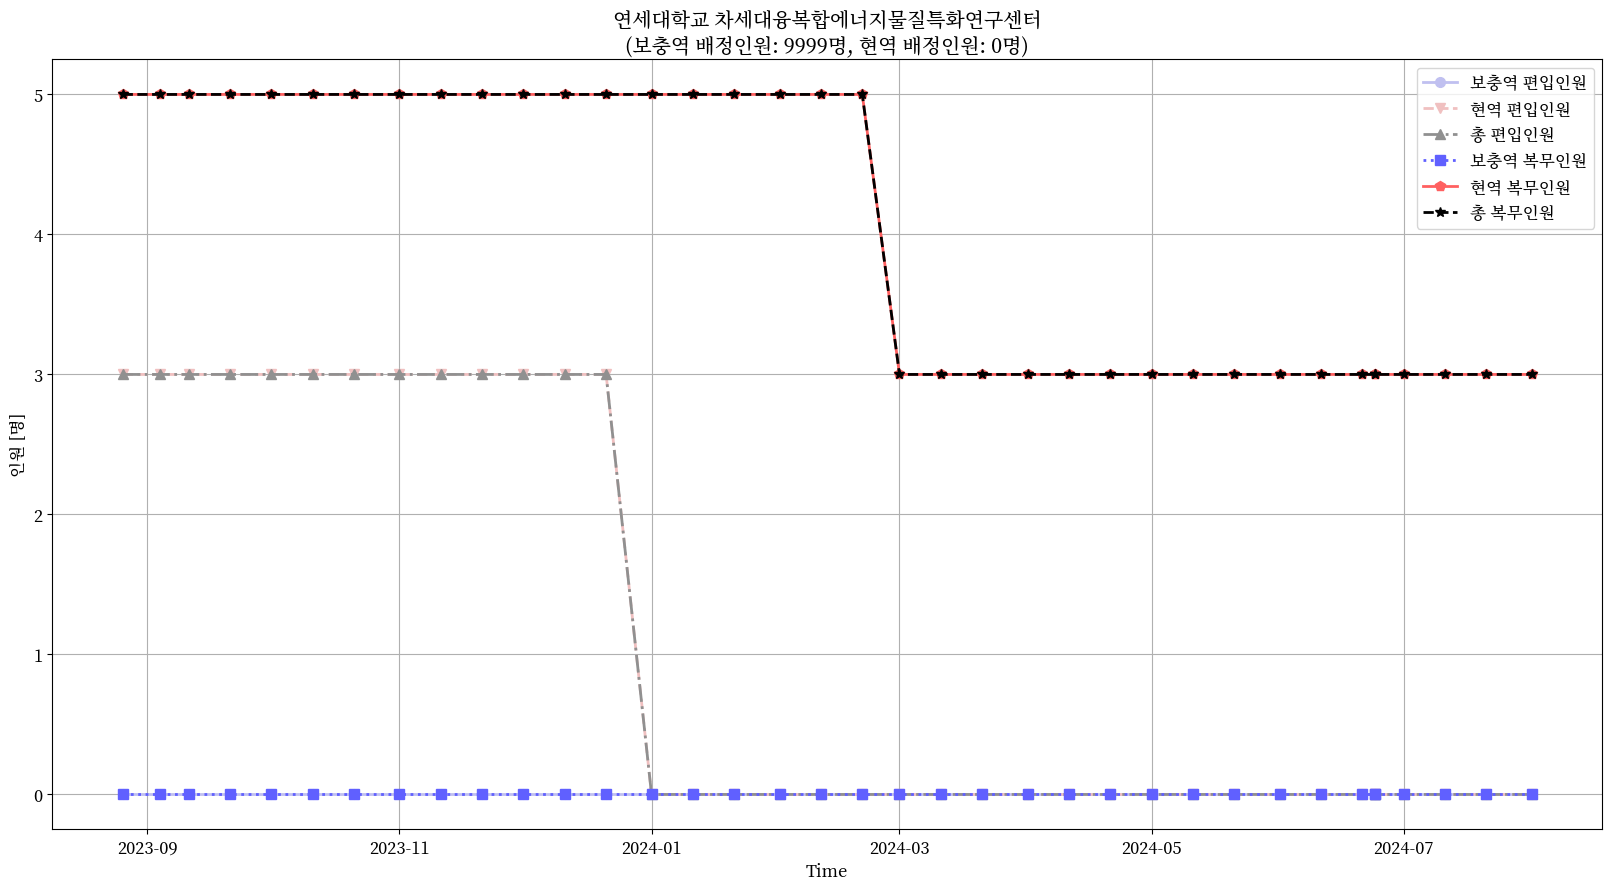 연세대학교 차세대융복합에너지물질특화연구센터
(보충역 배정인원: 9999명, 현역 배정인원: 0명)
보충역 편입인원
현역 편입인원
총 편입인원
보충역 복무인원
현역 복무인원
총 복무인원
인원 [명]
5
4
3
2
1
0
2023-09
2023-11
2024-01
2024-03
2024-05
2024-07
Time